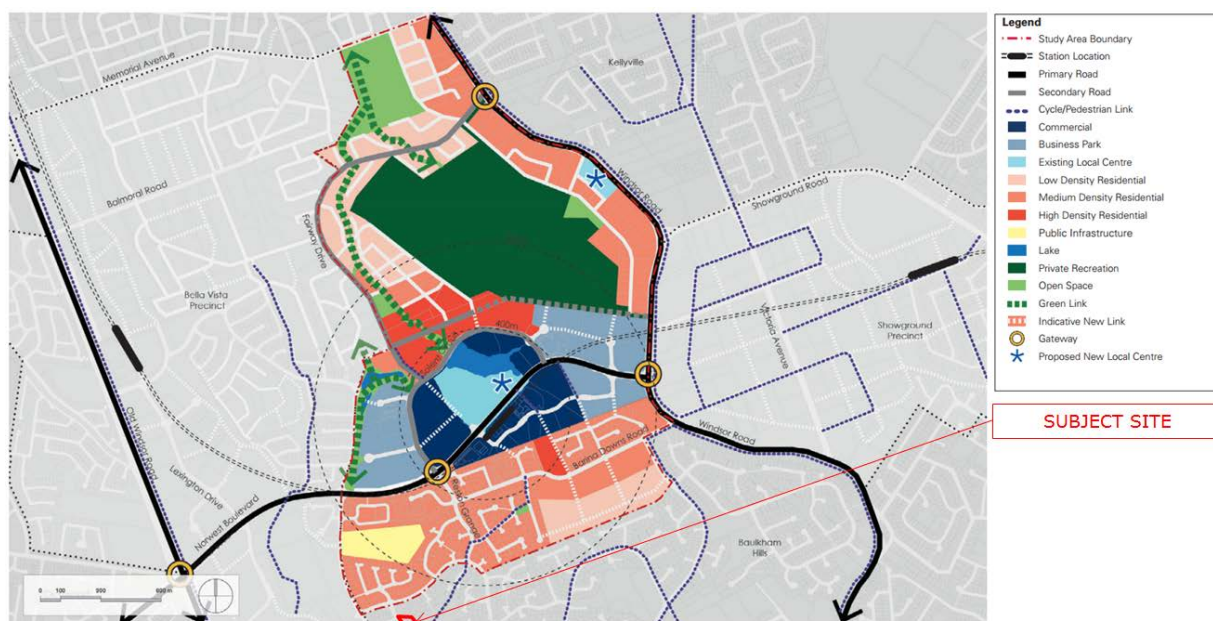 Memorial Avenue
Kellyville
Balmoral Road
Windsor Road
Showground Road
Fairway Drive
Bella Vista
Precinct
400m
Victoria Avenue
Showground
Precinct
Old Windsor Road
Lexington Drive
Norwest Boulevard
Barina Downs Road
Windsor Road
Baulkham
Hills
Legend
Study Area Boundary
Station Location
Primary Road
Secondary Road
Cycle/Pedestrian Link
Commercial
Business Park
Existing Local Centre
Low Density Residential
Medium Density Residential
High Density Residential
Public Infrastructure
Lake
Private Recreation
Open Space
Green Link
Indicative New Link
Gateway
Proposed New Local Centre
SUBJECT SITE